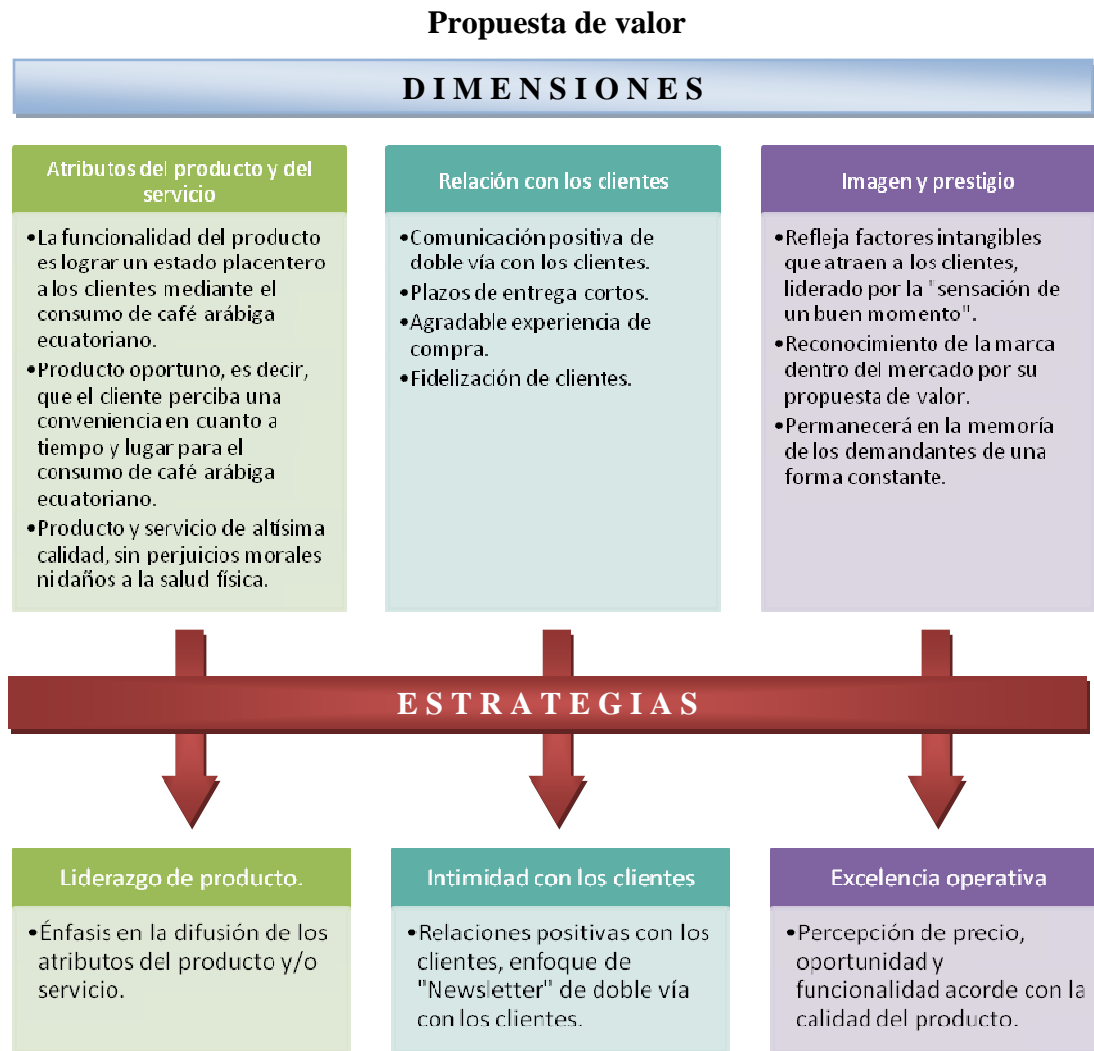 Propuesta de valor
D I M E N S I O N E S
Atributos del producto y del
servicio
•La funcionalidad del producto
es lograr un estado placentero
a los clientes mediante el
consumo de café arábiga
ecuatoriano.
•Producto oportuno, es decir,
que el cliente perciba una
conveniencia en cuanto a
tiempo y lugar para el
consumo de café arábiga
ecuatoriano.
•Producto y servicio de altísima
calidad, sin perjuicios morales
ni daños a la salud física.
Relación con los clientes
•Comunicación positiva de
doble vía con los clientes.
•Plazos de entrega cortos.
•Agradable experiencia de
compra.
•Fidelización de clientes.
Imagen y prestigio
•Refleja factores intangibles
que atraen a los clientes,
liderado por la "sensación de
un buen momento".
•Reconocimiento de la marca
dentro del mercado por su
propuesta de valor.
•Permanecerá en la memoría
de los demandantes de una
forma constante.
E S T R A T E G I A S
Liderazgo de producto.
•Énfasis en la difusión de los
atributos del producto y/o
servicio.
Intimidad con los clientes
•Relaciones positivas con los
clientes, enfoque de
"Newsletter" de doble vía
con los clientes.
Excelencia operativa
•Percepción de precio,
oportunidad y
funcionalidad acorde con la
calidad del producto.